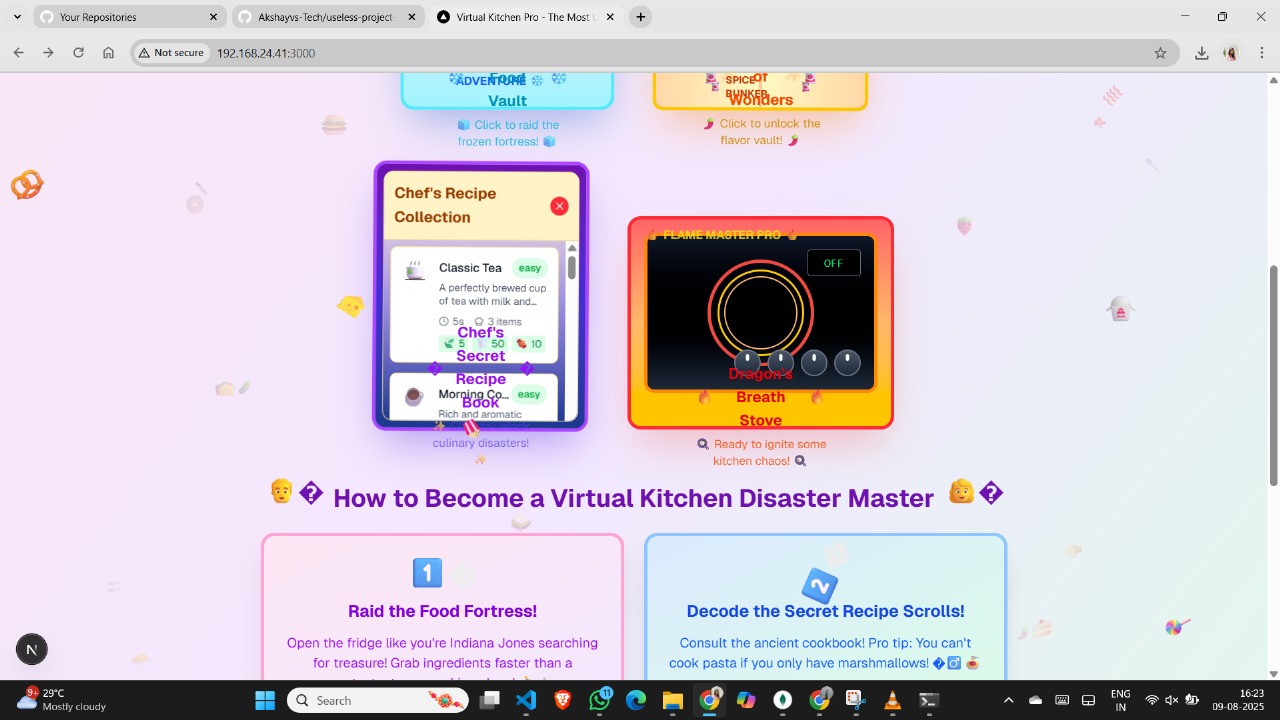 Your Repositories
Akshays-Tech/useless-project-
Virtual Kitchen Pro - The Most U
Not secure
192.168.24.41:3000
ADVENTURE
Food
Vault
Click to raid the
frozen fortress!
SPICE
BUNKER
of
Wonders
Click to unlock the
flavor vault!
Chef's Recipe
Collection
Classic Tea
easy
A perfectly brewed cup
of tea with milk and...
5s
3 items
5
50
10
Morning Co...
easy
Rich and aromatic
Chef's
Secret
Recipe
Book
culinary disasters!
FLAME MASTER PRO
OFF
Dragon's
Breath
Stove
Ready to ignite some
kitchen chaos!
How to Become a Virtual Kitchen Disaster Master
1
Raid the Food Fortress!
Open the fridge like you're Indiana Jones searching
for treasure! Grab ingredients faster than a
2
Decode the Secret Recipe Scrolls!
Consult the ancient cookbook! Pro tip: You can't
cook pasta if you only have marshmallows!
N
9+
29°C
Mostly cloudy
Search
11
ENG
IN
16:23
09-08-2025